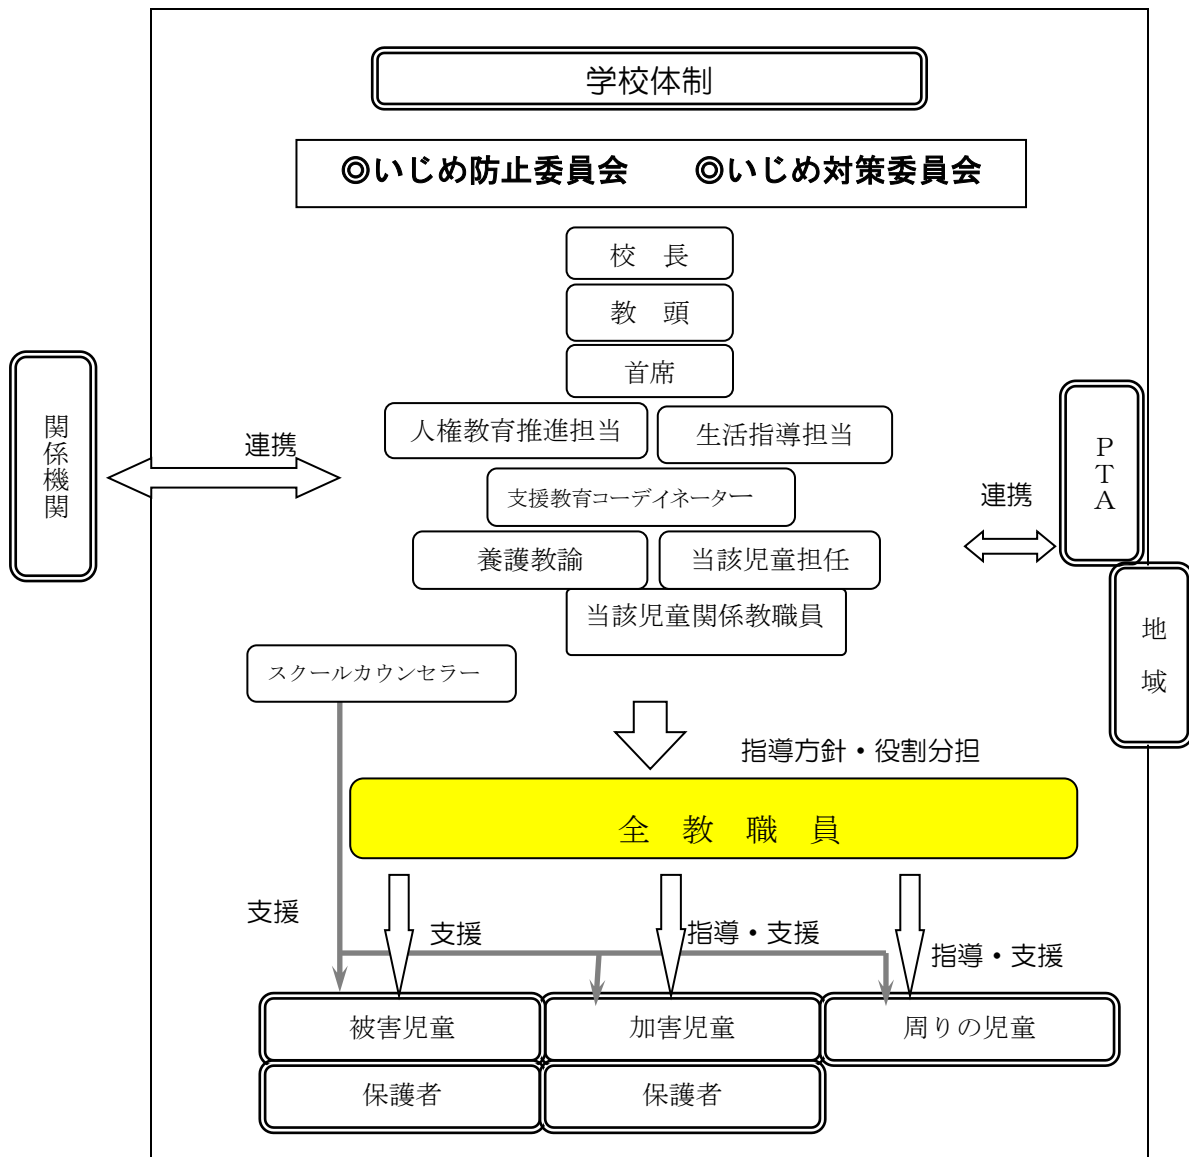 学校体制
◎いじめ防止委員会　　◎いじめ対策委員会
校　長
教　頭
首席
人権教育推進担当
生活指導担当
支援教育コーデイネーター
養護教諭
当該児童担任
当該児童関係教職員
スクールカウンセラー
関係機関
連携
連携
PTA
地域
指導方針・役割分担
全　教　職　員
支援
支援
指導・支援
指導・支援
被害児童
加害児童
周りの児童
保護者
保護者